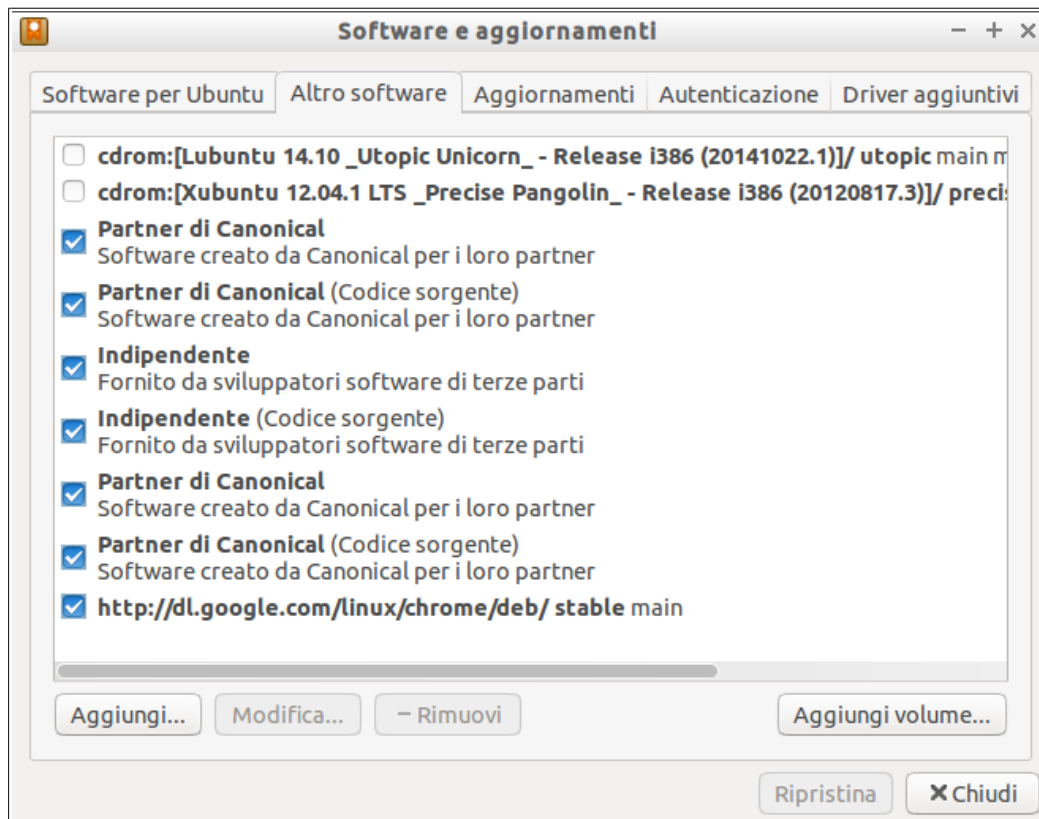 Software e aggiornamenti
Software per Ubuntu
Altro software
Aggiornamenti
Autenticazione
Driver aggiuntivi
cdrom:[Lubuntu 14.10 _Utopic Unicorn_ - Release i386 (20141022.1)]/ utopic main
cdrom:[Xubuntu 12.04.1 LTS _Precise Pangolin_ - Release i386 (20120817.3)]/
Partner di Canonical
Software creato da Canonical per i loro partner
Partner di Canonical (Codice sorgente)
Software creato da Canonical per i loro partner
Indipendente
Fornito da sviluppatori software di terze parti
Indipendente (Codice sorgente)
Fornito da sviluppatori software di terze parti
Partner di Canonical
Software creato da Canonical per i loro partner
Partner di Canonical (Codice sorgente)
Software creato da Canonical per i loro partner
http://dl.google.com/linux/chrome/deb/ stable main
Aggiungi...
Modifica...
Rimuovi
Aggiungi volume...
Ripristina
Chiudi